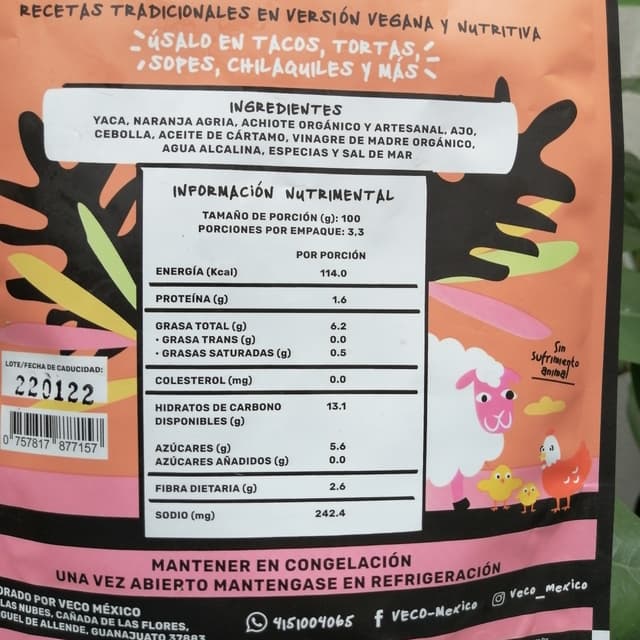 RECETAS TRADICIONALES EN VERSIÓN VEGANA Y NUTRITIVA
ÚSALO EN TACOS, TORTAS,
SOPES, CHILAQUILES Y MÁS
INGREDIENTES
YACA, NARANJA AGRIA, ACHIOTE ORGÁNICO Y ARTESANAL, AJO,
CEBOLLA, ACEITE DE CÁRTAMO, VINAGRE DE MADRE ORGÁNICO,
AGUA ALCALINA, ESPECIAS Y SAL DE MAR
INFORMACIÓN NUTRIMENTAL
TAMAÑO DE PORCIÓN (g): 100
PORCIONES POR EMPAQUE: 3,3
POR PORCIÓN
ENERGÍA (Kcal) 114.0
PROTEÍNA (g) 1.6
GRASA TOTAL (g) 6.2
• GRASA TRANS (g) 0.0
• GRASAS SATURADAS (g) 0.5
COLESTEROL (mg) 0.0
HIDRATOS DE CARBONO 13.1
DISPONIBLES (g)
AZÚCARES (g) 5.6
AZÚCARES AÑADIDOS (g) 0.0
FIBRA DIETARIA (g) 2.6
SODIO (mg) 242.4
Sin
sufrimiento
animal
LOTE/FECHA DE CADUCIDAD:
220122
0 757817 877157
MANTENER EN CONGELACIÓN
UNA VEZ ABIERTO MANTENGASE EN REFRIGERACIÓN
ORADO POR VECO MÉXICO
LAS NUBES, CAÑADA DE LAS FLORES,
GUEL DE ALLENDE, GUANAJUATO 37883
4151004065
f VECO-MEXICO
Veco_Mexico